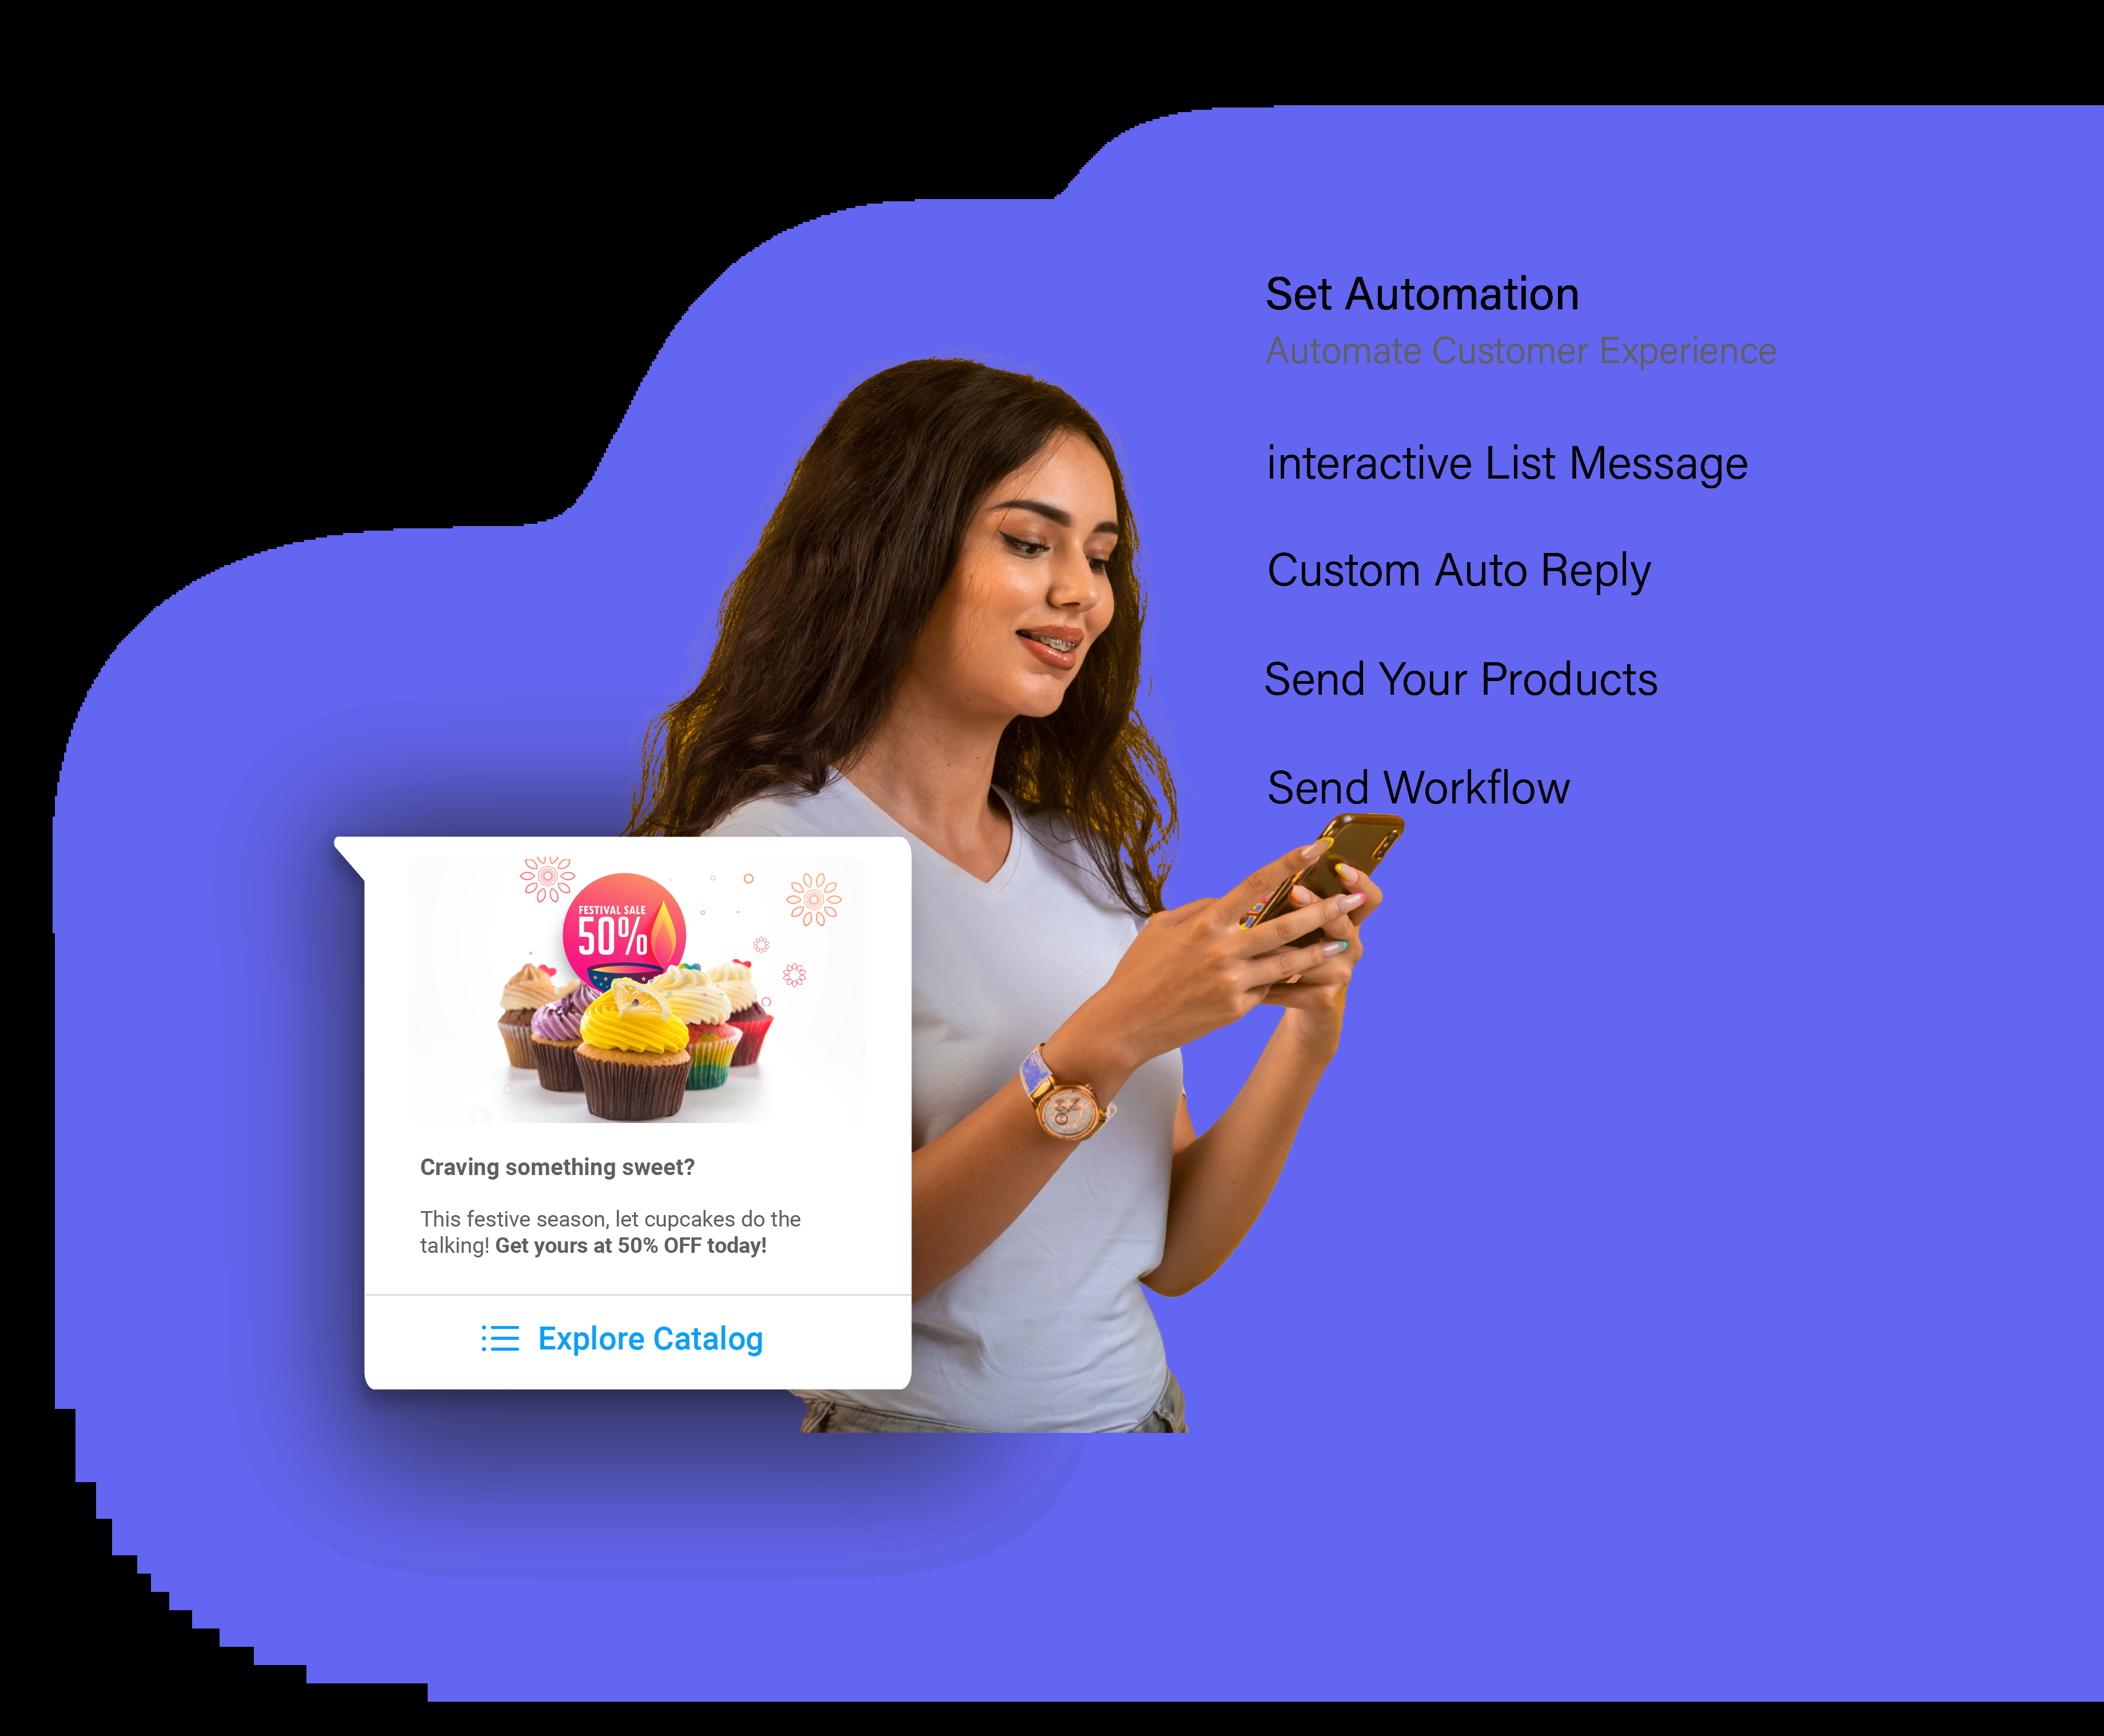 Set Automation
Automate Customer Experience
interactive List Message
Custom Auto Reply
Send Your Products
Send Workflow
FESTIVAL SALE
50%
Craving something sweet?
This festive season, let cupcakes do the
talking! Get yours at 50% OFF today!
Explore Catalog